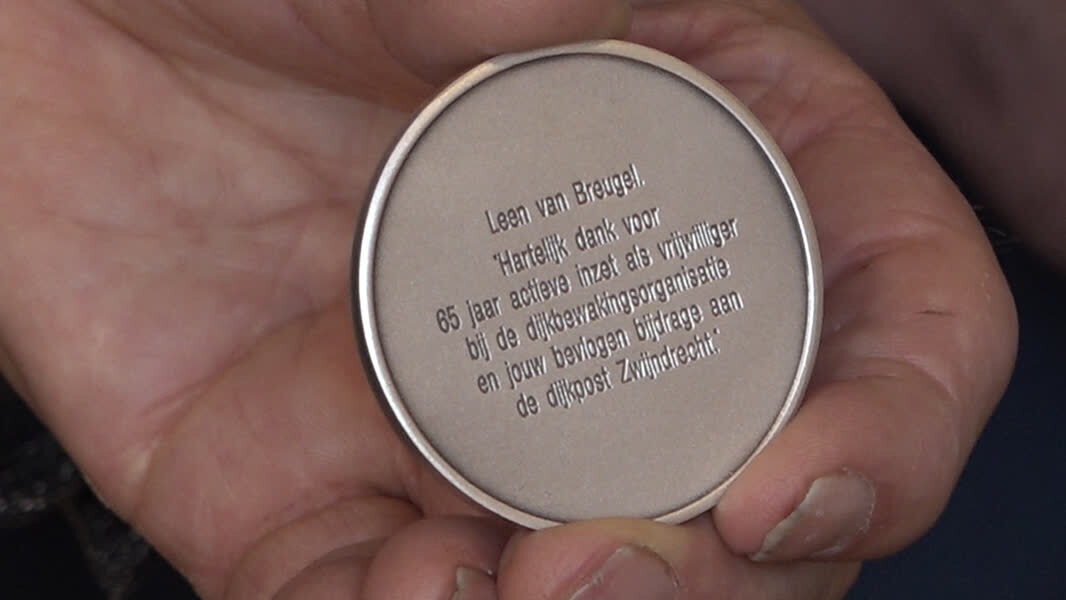 Leen van Breugel.
"Hartelijk dank voor
65 jaar actieve inzet als vrijwilliger
bij de dijkbewakingsorganisatie
en jouw bevlogen bijdrage aan
de dijkpost Zwijndrecht."